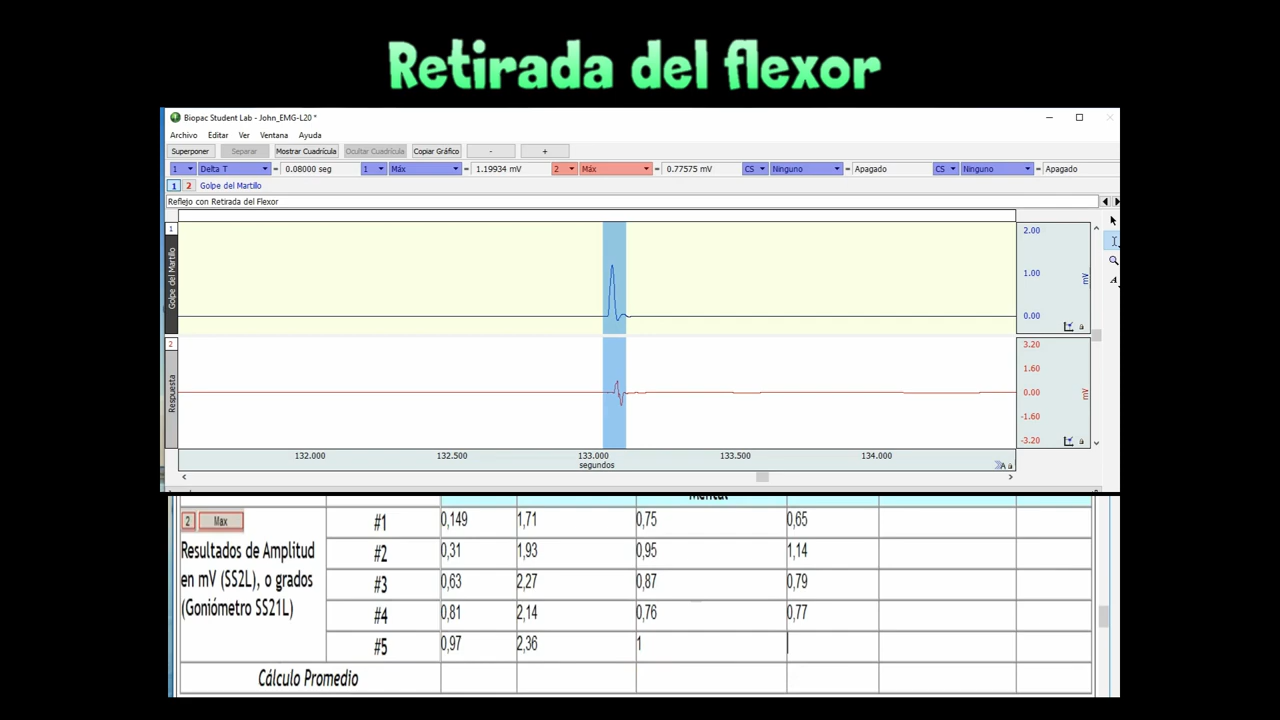 Retirada del flexor
Biopac Student Lab - John_EMG-L20 *
Archivo Editar Ver Ventana Ayuda
Superponer Separar Mostrar Cuadrícula Ocultar Cuadrícula Copiar Gráfico - +
1 Delta T = 0.08000 seg 1 Máx = 1.19934 mV 2 Máx = 0.77575 mV CS Ninguno = Apagado CS Ninguno = Apagado
1 2 Golpe del Martillo
Reflejo con Retirada del Flexor
1
Golpe del Martillo
2.00
1.00
0.00
mV
2
Respuesta
3.20
1.60
0.00
-1.60
-3.20
mV
132.000 132.500 133.000 133.500 134.000
segundos
Mental
2 Max #1 0,149 1,71 0,75 0,65
Resultados de Amplitud #2 0,31 1,93 0,95 1,14
en mV (SS2L), o grados #3 0,63 2,27 0,87 0,79
(Goniómetro SS21L) #4 0,81 2,14 0,76 0,77
#5 0,97 2,36 1
Cálculo Promedio